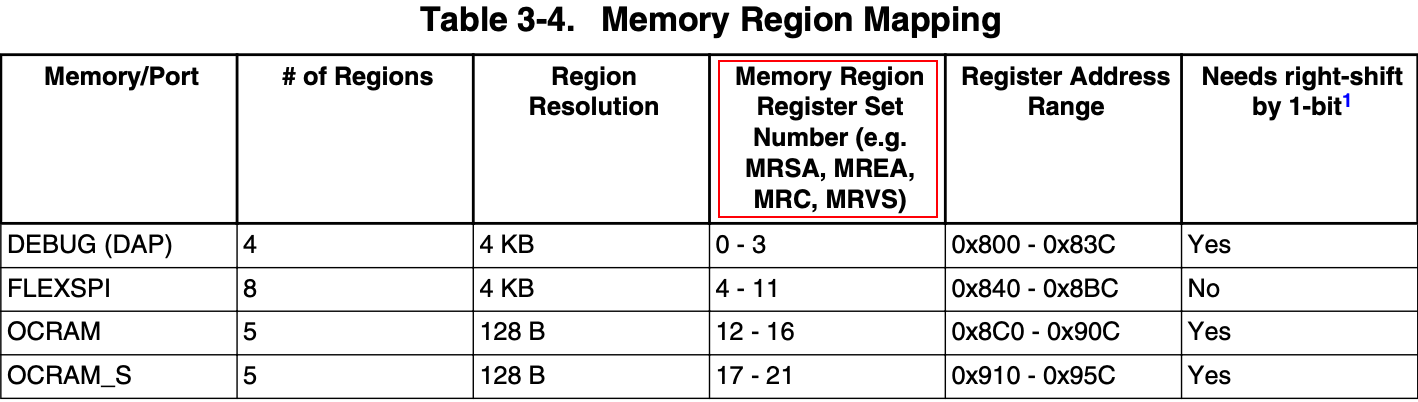 Table 3-4. Memory Region Mapping
Memory/Port # of Regions Region Resolution Memory Region Register Set Number (e.g. MRSA, MREA, MRC, MRVS) Register Address Range Needs right-shift by 1-bit1
DEBUG (DAP) 4 4 KB 0 - 3 0x800 - 0x83C Yes
FLEXSPI 8 4 KB 4 - 11 0x840 - 0x8BC No
OCRAM 5 128 B 12 - 16 0x8C0 - 0x90C Yes
OCRAM_S 5 128 B 17 - 21 0x910 - 0x95C Yes